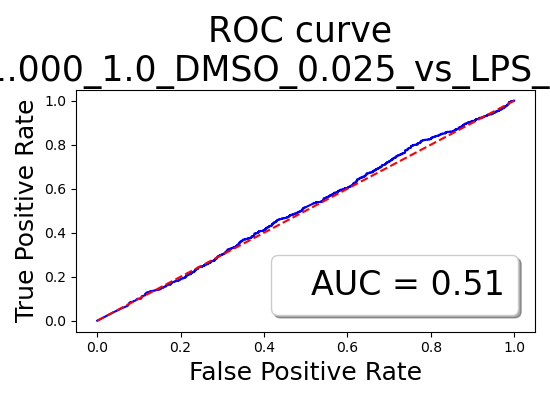 ROC curve
1.000_1.0_DMSO_0.025_vs_LPS_
True Positive Rate
1.0
0.8
0.6
0.4
0.2
0.0
AUC = 0.51
0.0 0.2 0.4 0.6 0.8 1.0
False Positive Rate